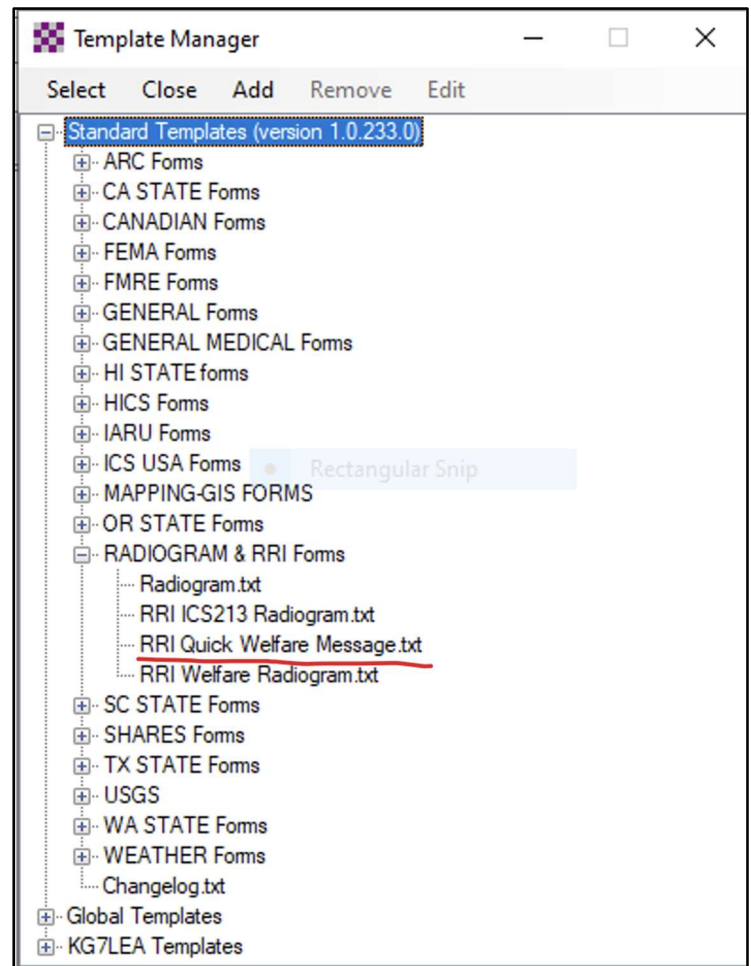 Template Manager
Select Close Add Remove Edit
Standard Templates (version 1.0.233.0)
ARC Forms
CA STATE Forms
CANADIAN Forms
FEMA Forms
FMRE Forms
GENERAL Forms
GENERAL MEDICAL Forms
HI STATE forms
HICS Forms
IARU Forms
ICS USA Forms
Rectangular Snip
MAPPING-GIS FORMS
OR STATE Forms
RADIOGRAM & RRI Forms
Radiogram.txt
RRI ICS213 Radiogram.txt
RRI Quick Welfare Message.txt
RRI Welfare Radiogram.txt
SC STATE Forms
SHARES Forms
TX STATE Forms
USGS
WA STATE Forms
WEATHER Forms
Changelog.txt
Global Templates
KG7LEA Templates